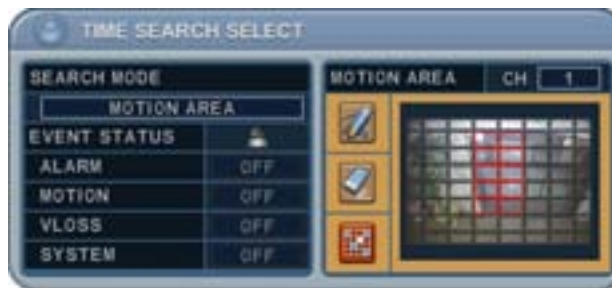 TIME SEARCH SELECT
SEARCH MODE
MOTION AREA
EVENT STATUS
ALARM OFF
MOTION OFF
VLOSS OFF
SYSTEM OFF
MOTION AREA CH 1